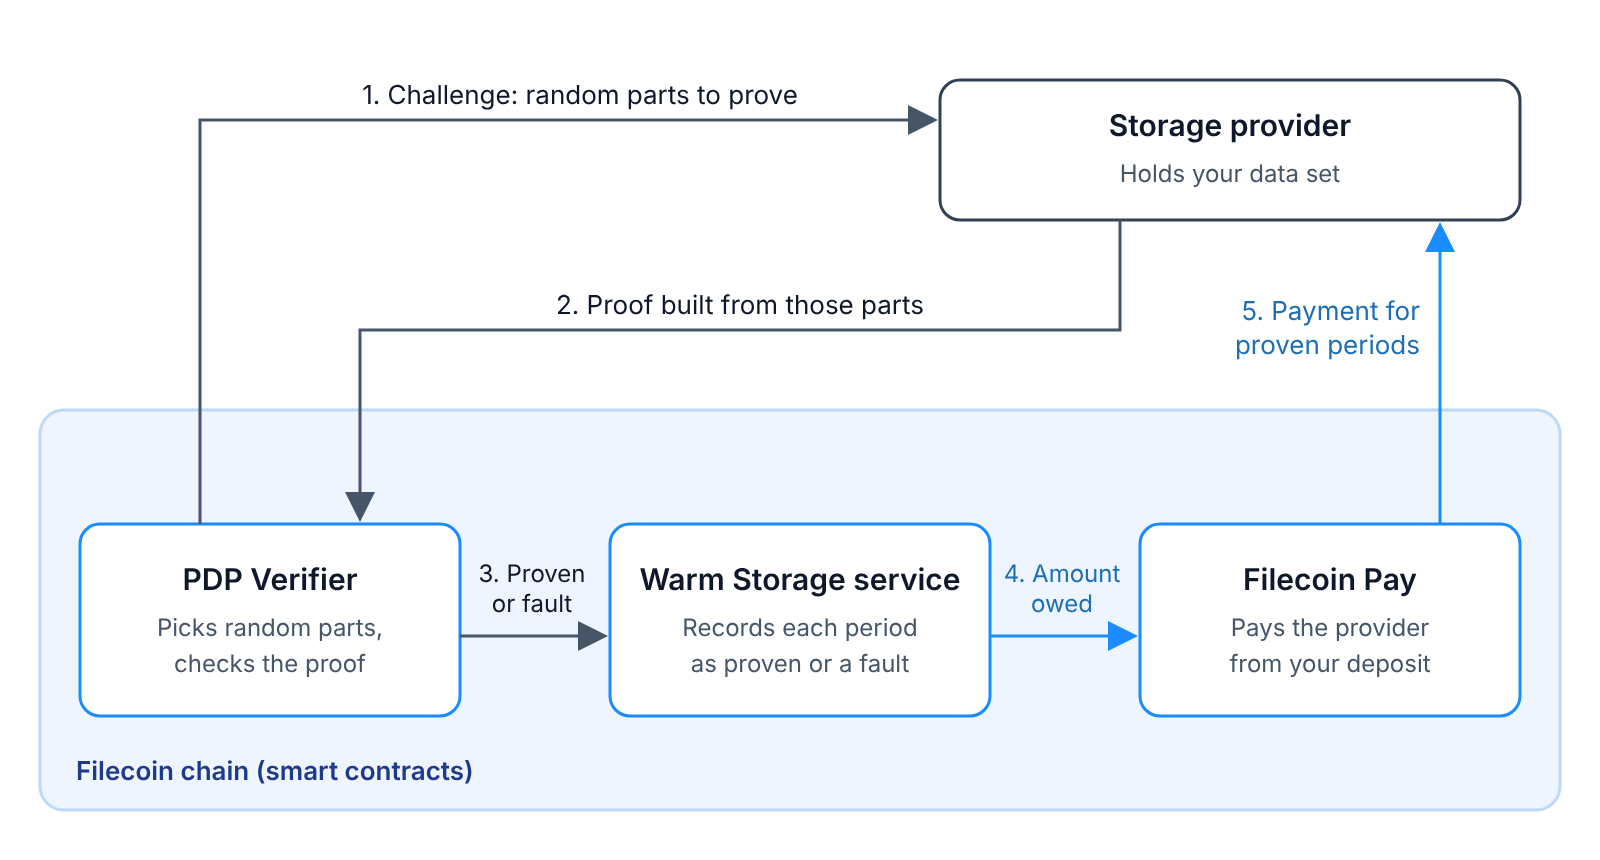 1. Challenge: random parts to prove
Storage provider
Holds your data set
2. Proof built from those parts
5. Payment for
proven periods
PDP Verifier
Picks random parts,
checks the proof
3. Proven
or fault
Warm Storage service
Records each period
as proven or a fault
4. Amount
owed
Filecoin Pay
Pays the provider
from your deposit
Filecoin chain (smart contracts)